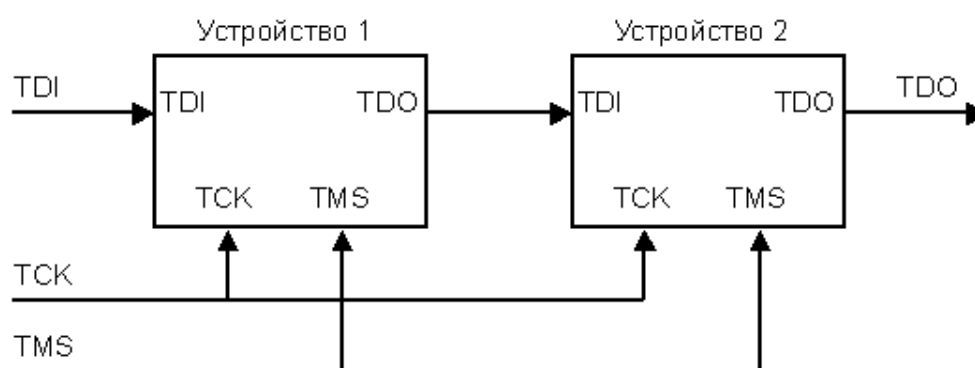 Устройство 1 Устройство 2
TDI TDI TDO TDI TDO TDO
TCK TMS TCK TMS
TCK
TMS